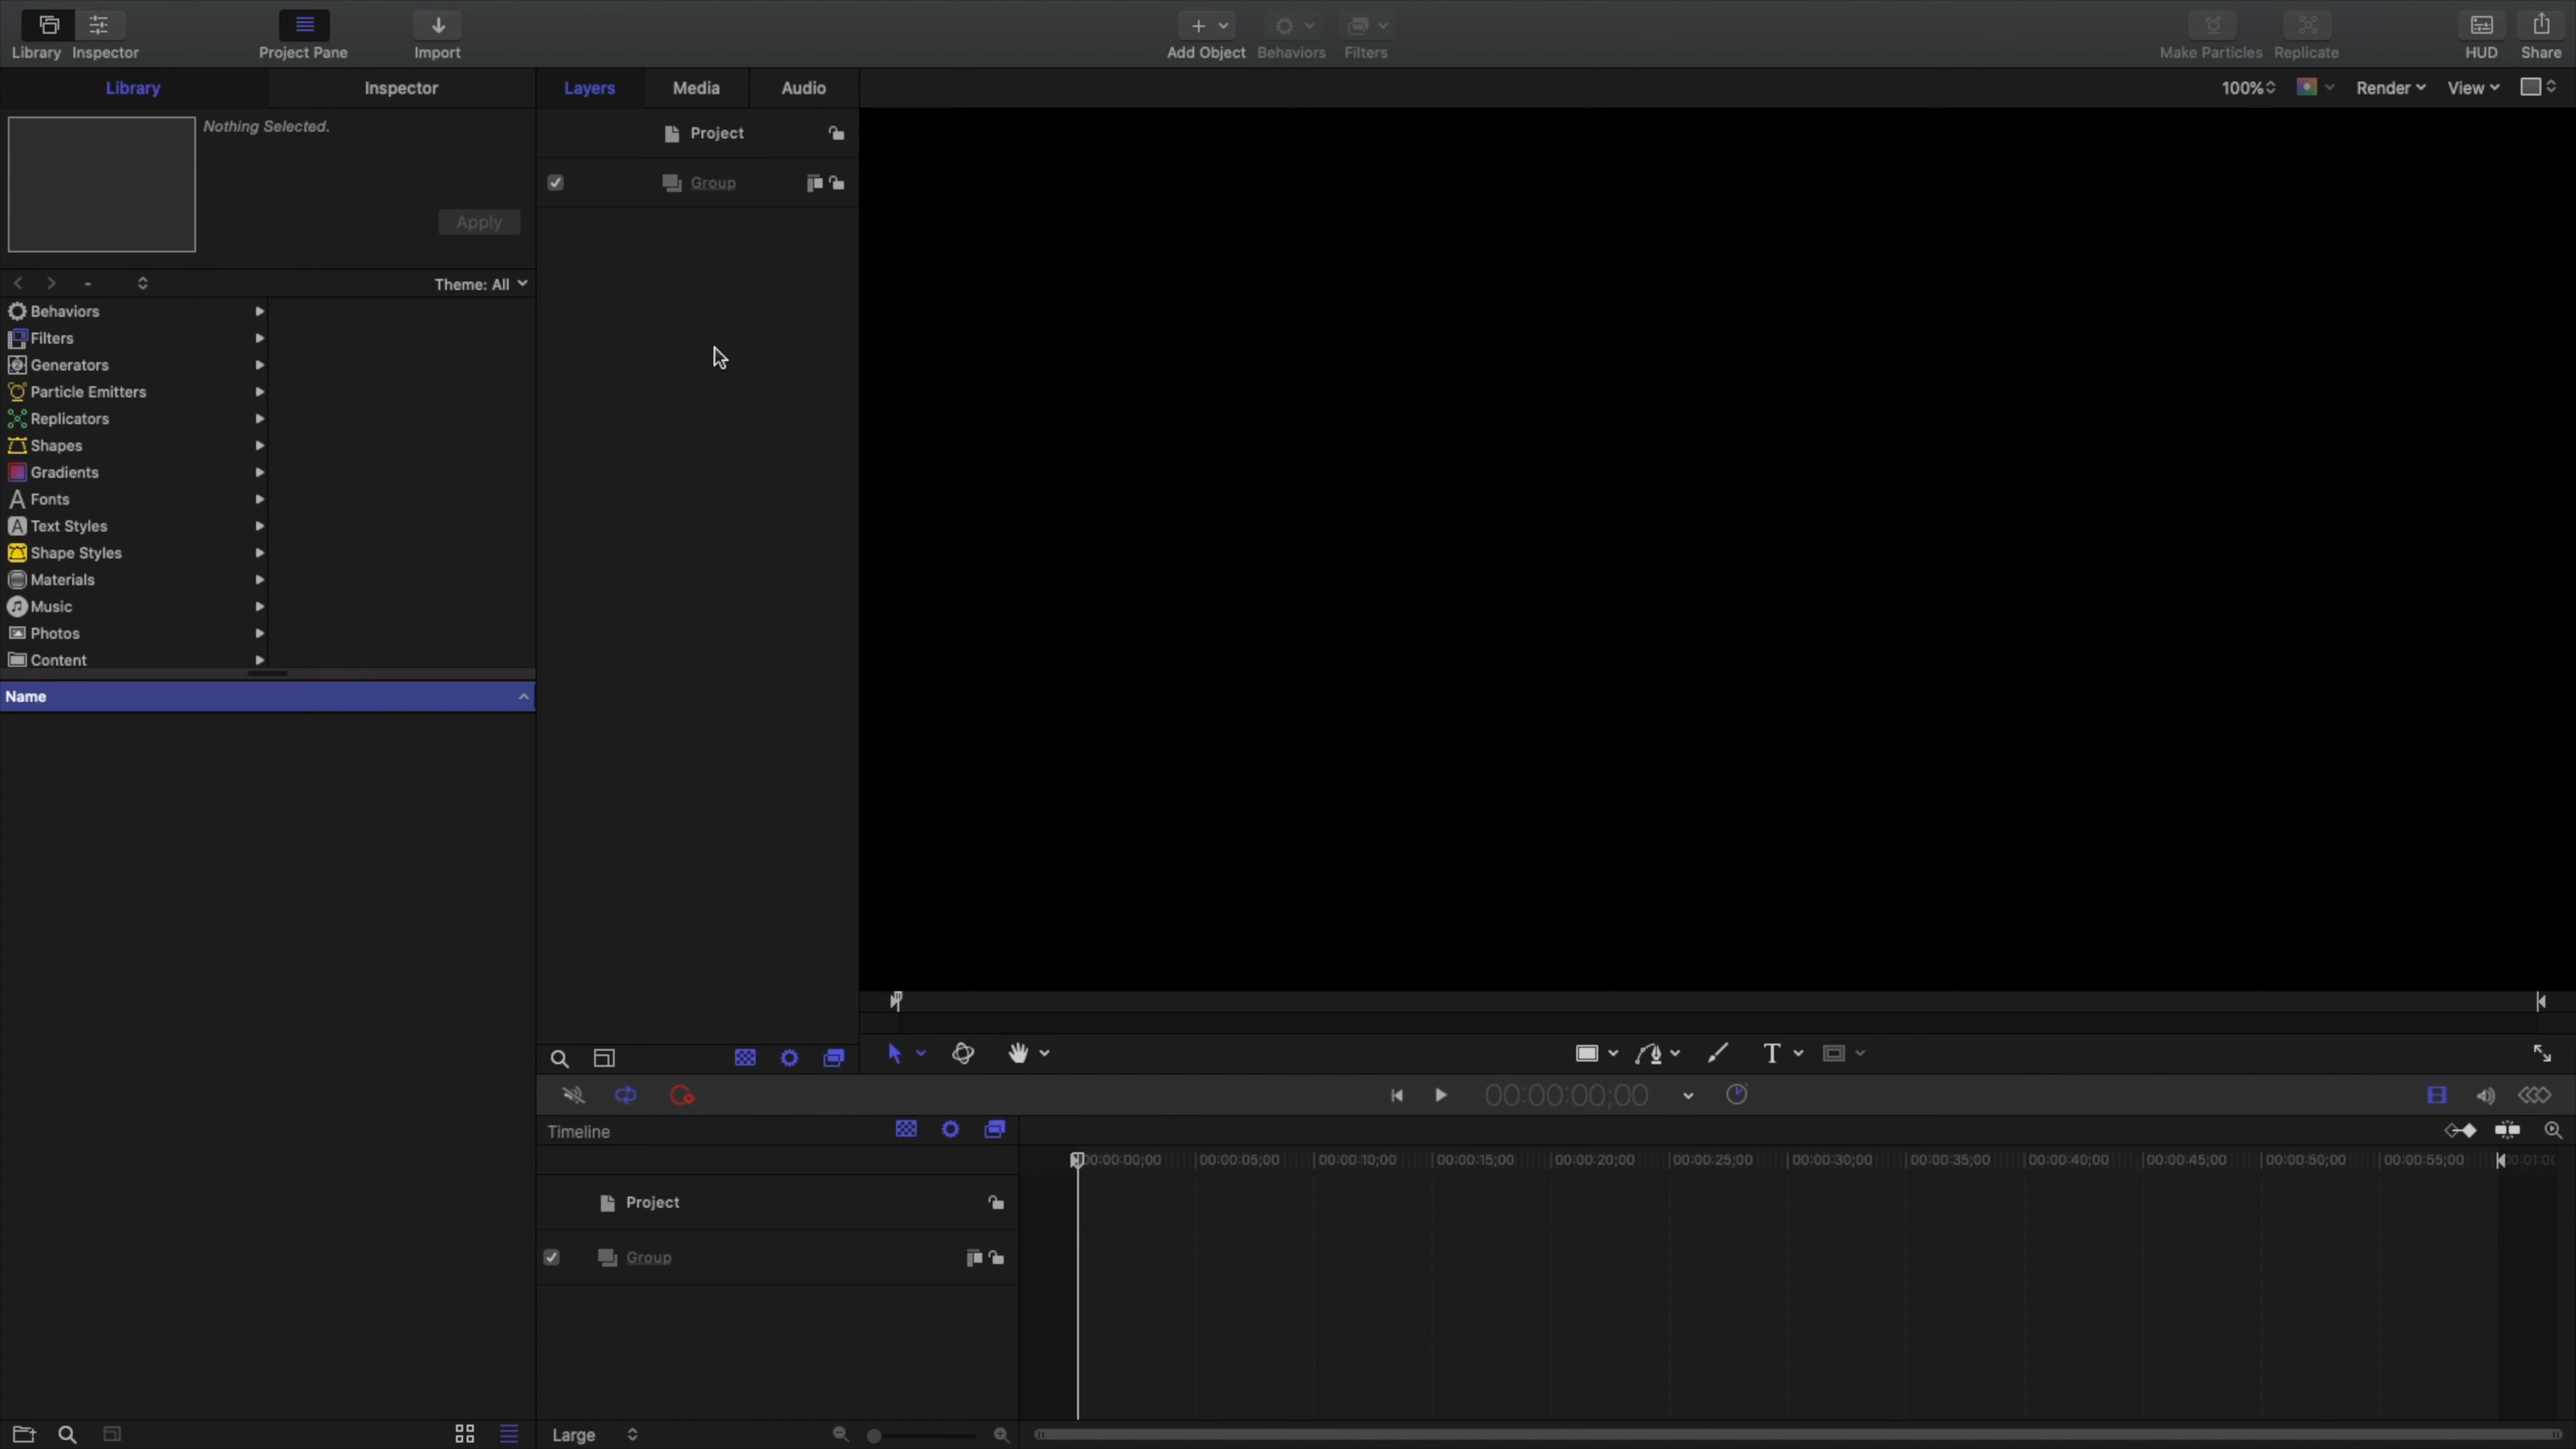 Library Inspector Project Pane Import Add Object Behaviors Filters Make Particles Replicate HUD Share
Library Inspector Layers Media Audio 100% Render View
Nothing Selected.
Apply
Project
Group
Theme: All
Behaviors
Filters
Generators
Particle Emitters
Replicators
Shapes
Gradients
Fonts
Text Styles
Shape Styles
Materials
Music
Photos
Content
Name
T
00:00:00;00
Timeline
00:00:00;00 00:00:05;00 00:00:10;00 00:00:15;00 00:00:20;00 00:00:25;00 00:00:30;00 00:00:35;00 00:00:40;00 00:00:45;00 00:00:50;00 00:00:55;00
Project
Group
Large